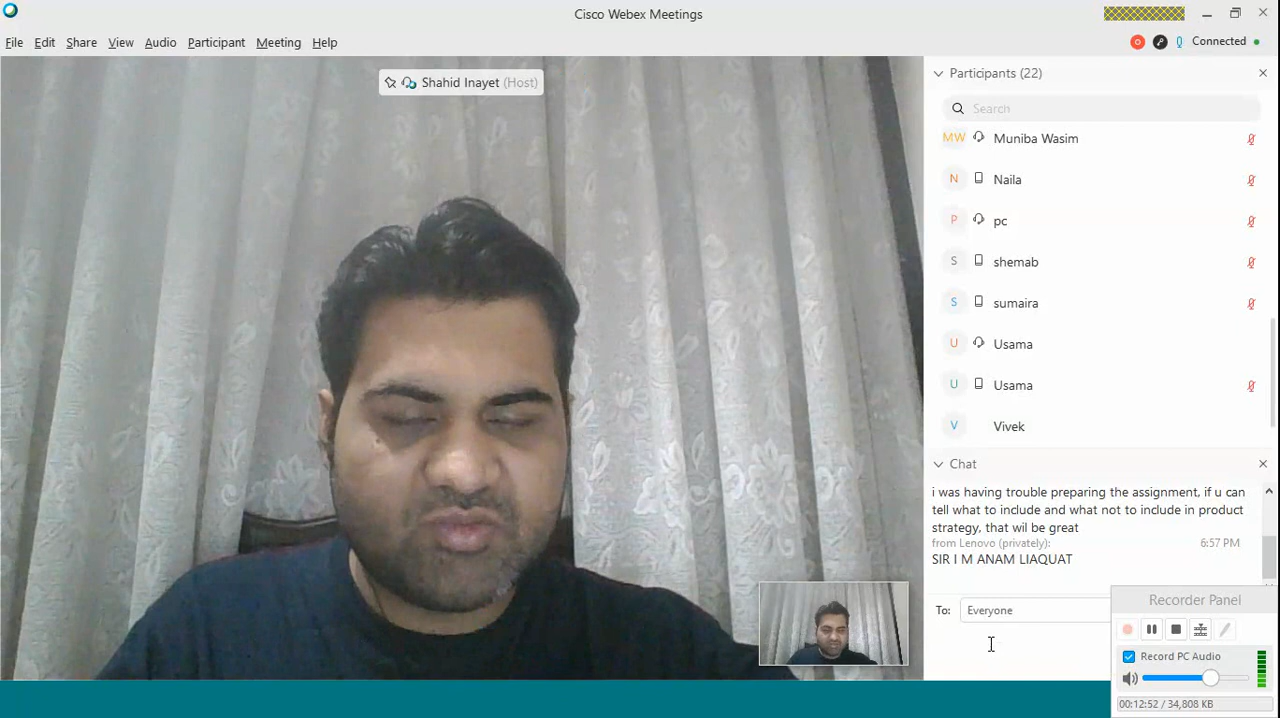 Cisco Webex Meetings
File Edit Share View Audio Participant Meeting Help
Connected
Shahid Inayet (Host)
Participants (22)
Search
MW Muniba Wasim
N Naila
P pc
S shemab
S sumaira
U Usama
U Usama
V Vivek
Chat
i was having trouble preparing the assignment, if u can
tell what to include and what not to include in product
strategy, that wil be great
from Lenovo (privately): 6:57 PM
SIR I M ANAM LIAQUAT
To: Everyone
Recorder Panel
Record PC Audio
00:12:52 / 34,808 KB